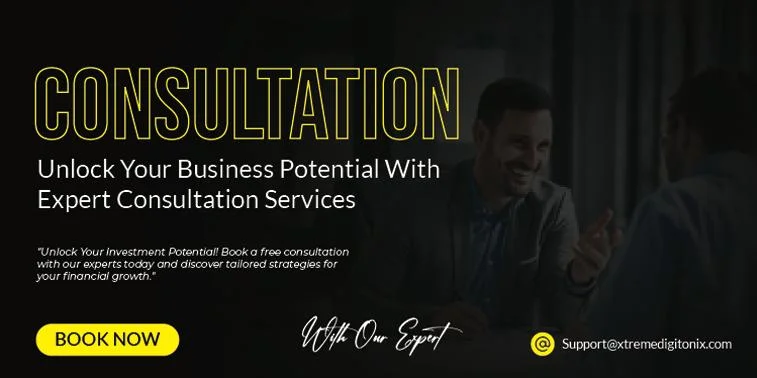 CONSULTATION
Unlock Your Business Potential With
Expert Consultation Services
"Unlock Your Investment Potential! Book a free consultation
with our experts today and discover tailored strategies for
your financial growth."
BOOK NOW
With Our Expert
@ Support@xtremedigitonix.com